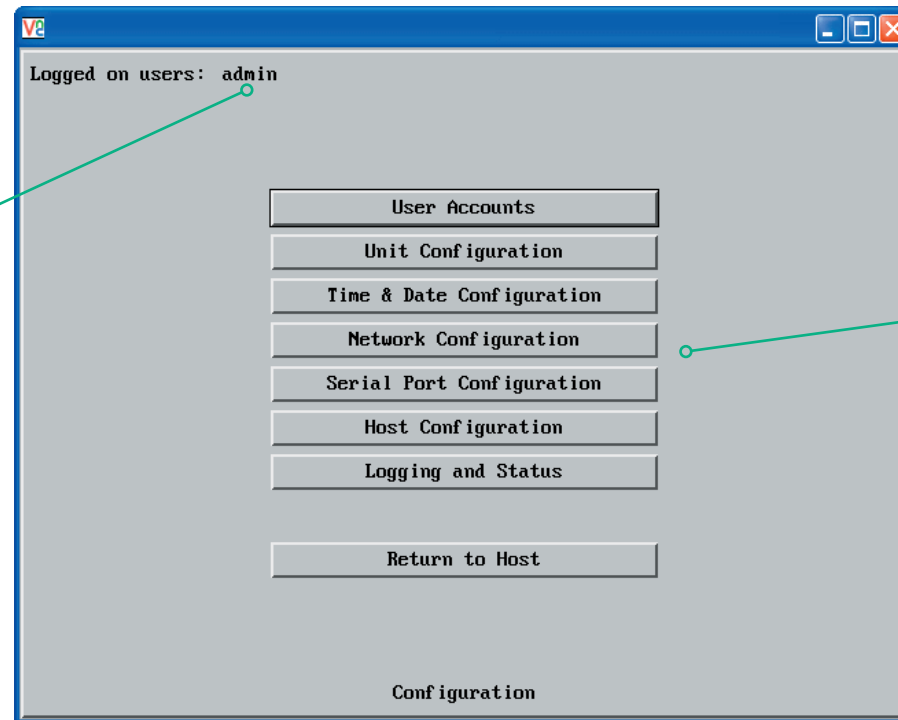 VE
Logged on users: admin
User Accounts
Unit Configuration
Time & Date Configuration
Network Configuration
Serial Port Configuration
Host Configuration
Logging and Status
Return to Host
Configuration